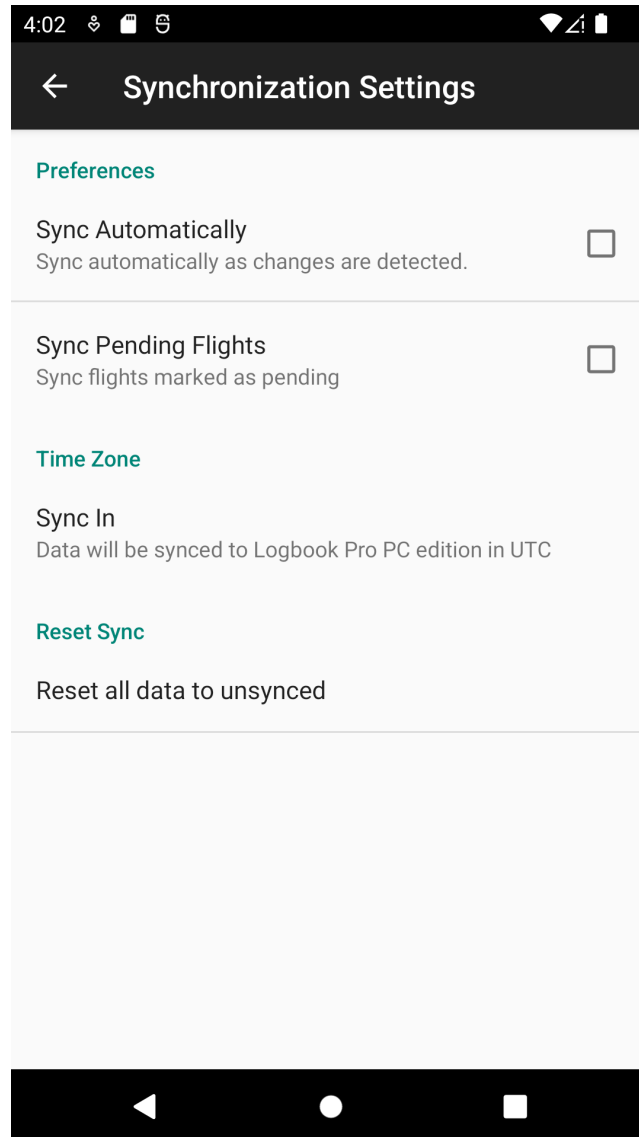 4:02
Synchronization Settings
Preferences
Sync Automatically
Sync automatically as changes are detected.
Sync Pending Flights
Sync flights marked as pending
Time Zone
Sync In
Data will be synced to Logbook Pro PC edition in UTC
Reset Sync
Reset all data to unsynced